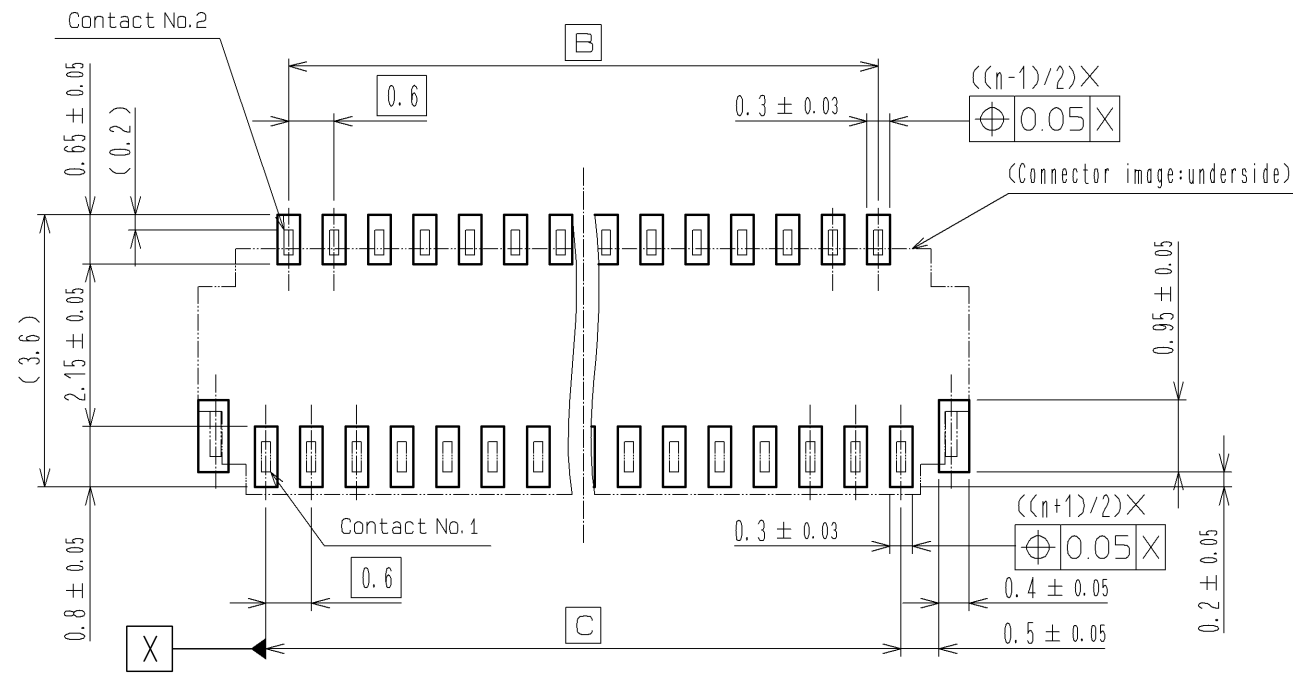 Contact No.2
B
0.6
0.3 ± 0.03
((n-1)/2)X
⌖ 0.05 X
(Connector image:underside)
0.65 ± 0.05
(0.2)
(3.6)
2.15 ± 0.05
0.95 ± 0.05
0.8 ± 0.05
Contact No.1
0.6
0.3 ± 0.03
((n+1)/2)X
⌖ 0.05 X
0.4 ± 0.05
0.2 ± 0.05
X
C
0.5 ± 0.05